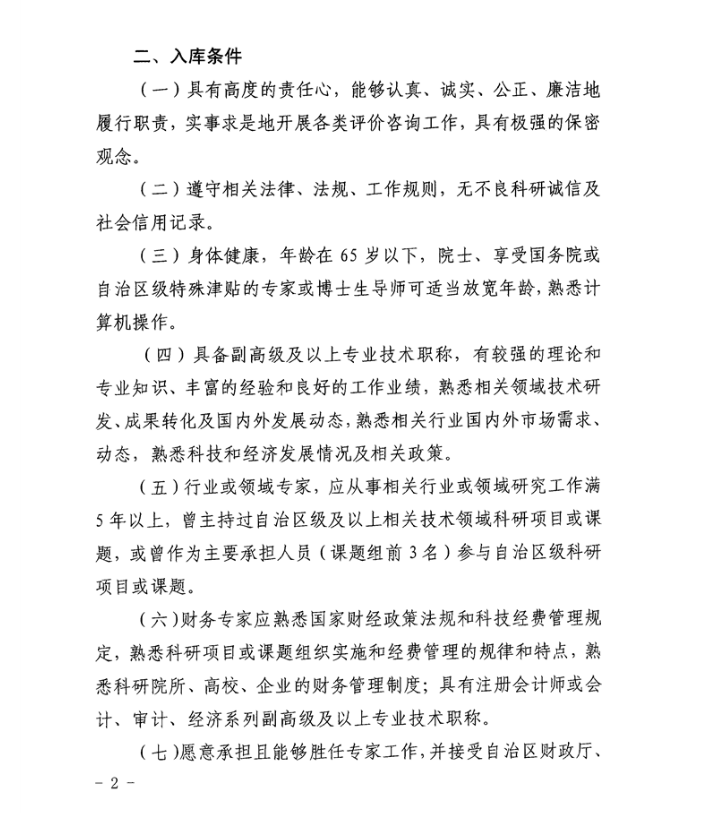 二、入库条件
（一）具有高度的责任心，能够认真、诚实、公正、廉洁地
履行职责，实事求是地开展各类评价咨询工作，具有极强的保密
观念。
（二）遵守相关法律、法规、工作规则，无不良科研诚信及
社会信用记录。
（三）身体健康，年龄在 65 岁以下，院士、享受国务院或
自治区级特殊津贴的专家或博士生导师可适当放宽年龄，熟悉计
算机操作。
（四）具备副高级及以上专业技术职称，有较强的理论和
专业知识、丰富的经验和良好的工作业绩，熟悉相关领域技术研
发、成果转化及国内外发展动态，熟悉相关行业国内外市场需求、
动态，熟悉科技和经济发展情况及相关政策。
（五）行业或领域专家，应从事相关行业或领域研究工作满
5 年以上，曾主持过自治区级及以上相关技术领域科研项目或课
题，或曾作为主要承担人员（课题组前 3 名）参与自治区级科研
项目或课题。
（六）财务专家应熟悉国家财经政策法规和科技经费管理规
定，熟悉科研项目或课题组织实施和经费管理的规律和特点，熟
悉科研院所、高校、企业的财务管理制度；具有注册会计师或会
计、审计、经济系列副高级及以上专业技术职称。
（七）愿意承担且能够胜任专家工作，并接受自治区财政厅、
- 2 -